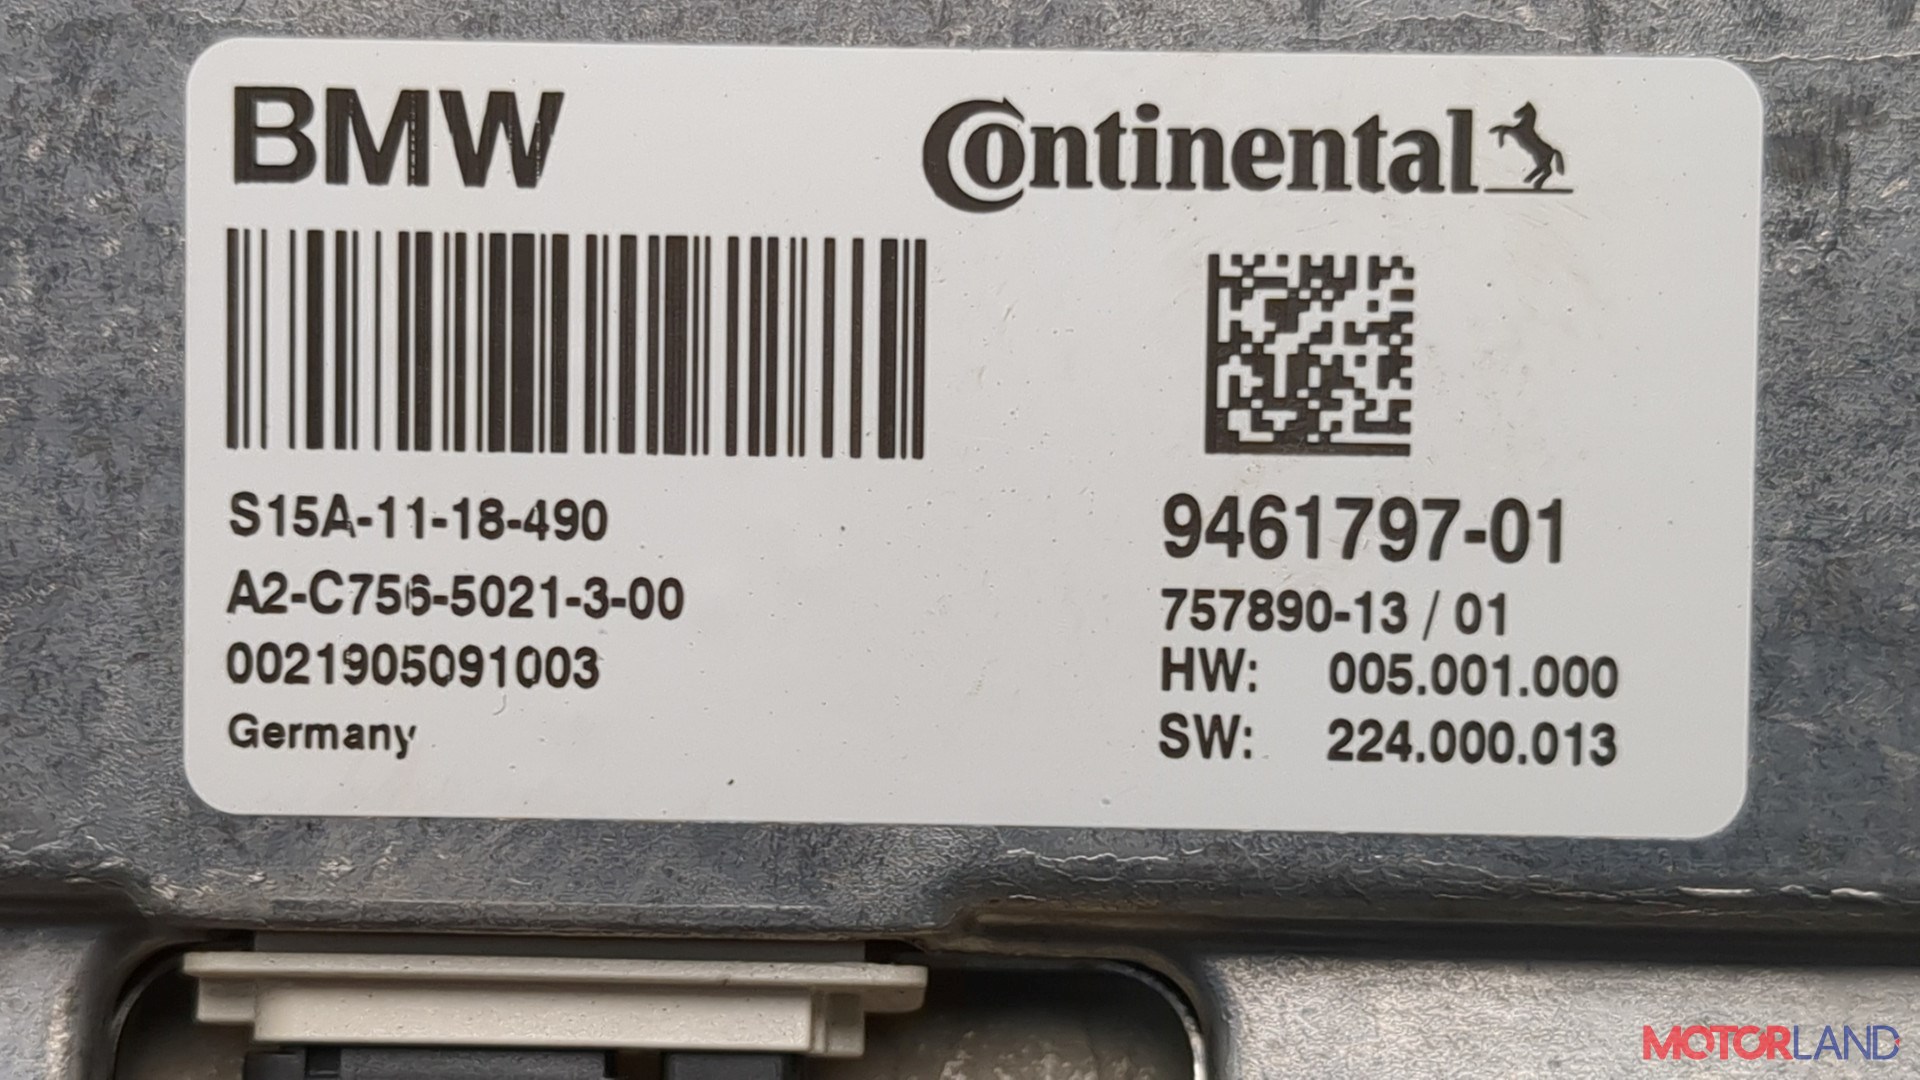 BMW
Continental
S15A-11-18-490
A2-C756-5021-3-00
0021905091003
Germany
9461797-01
757890-13 / 01
HW: 005.001.000
SW: 224.000.013
MOTORLAND